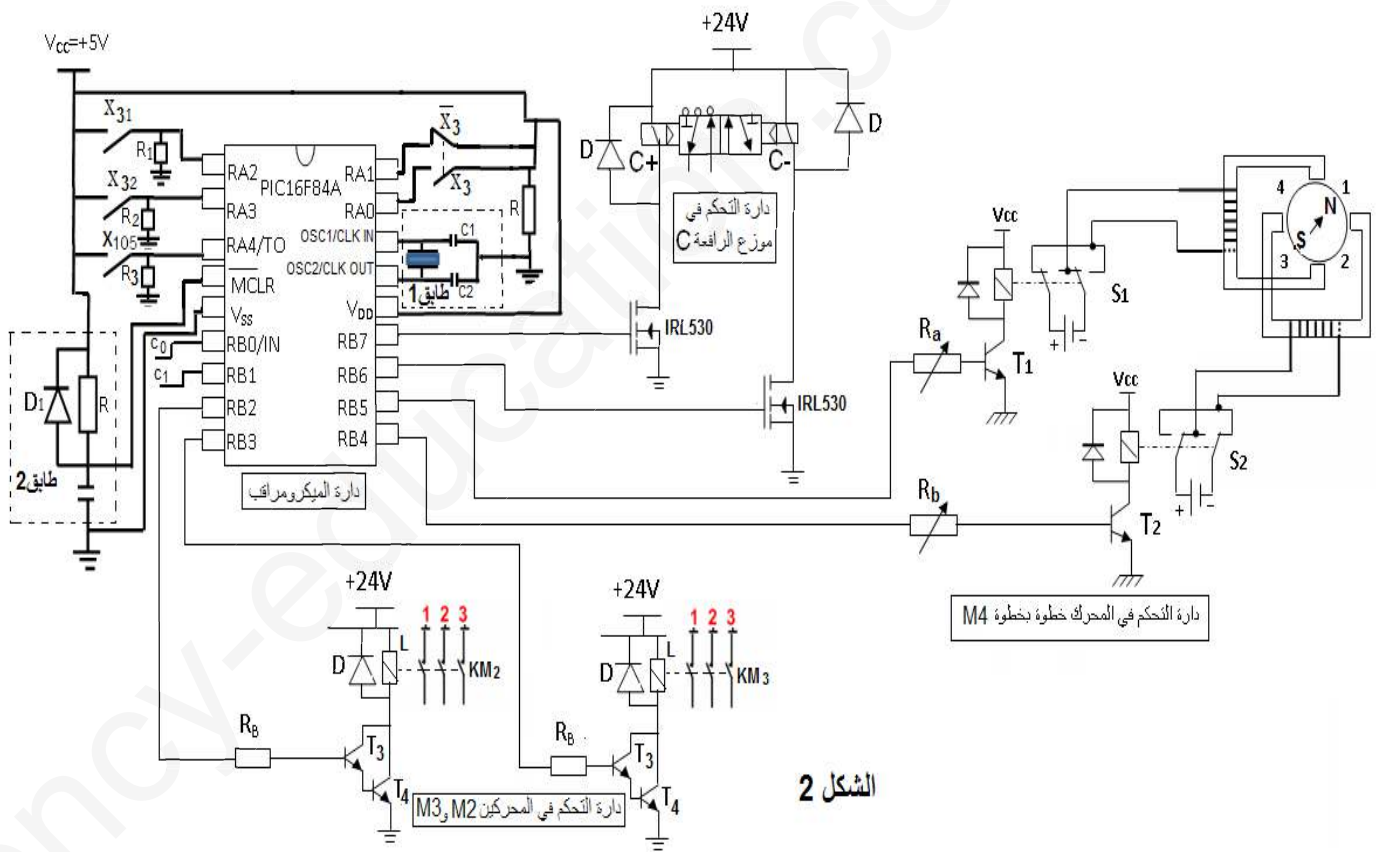 Vcc=+5V
X31
R1
X32
R2
X105
R3
D1
R
طابق2
RA2
RA3
RA4/TO
MCLR
Vss
RB0/IN
RB1
RB2
RB3
PIC16F84A
RA1
RA0
OSC1/CLK IN
OSC2/CLK OUT
VDD
RB7
RB6
RB5
RB4
c0
c1
X̅3
X3
R
C1
C2
طابق1
دارة الميكرومراقب
+24V
D
D
C+
C-
دارة التحكم في
موزع الرافعة C
IRL530
IRL530
Ra
Vcc
T1
S1
+ -
4 1
N
S
3 2
Rb
Vcc
T2
S2
+ -
دارة التحكم في المحرك خطوة بخطوة M4
+24V
1 2 3
D
L
KM2
RB
T3
T4
+24V
1 2 3
D
L
KM3
RB
T3
T4
دارة التحكم في المحركين M2 وM3
الشكل 2
ency-education.co